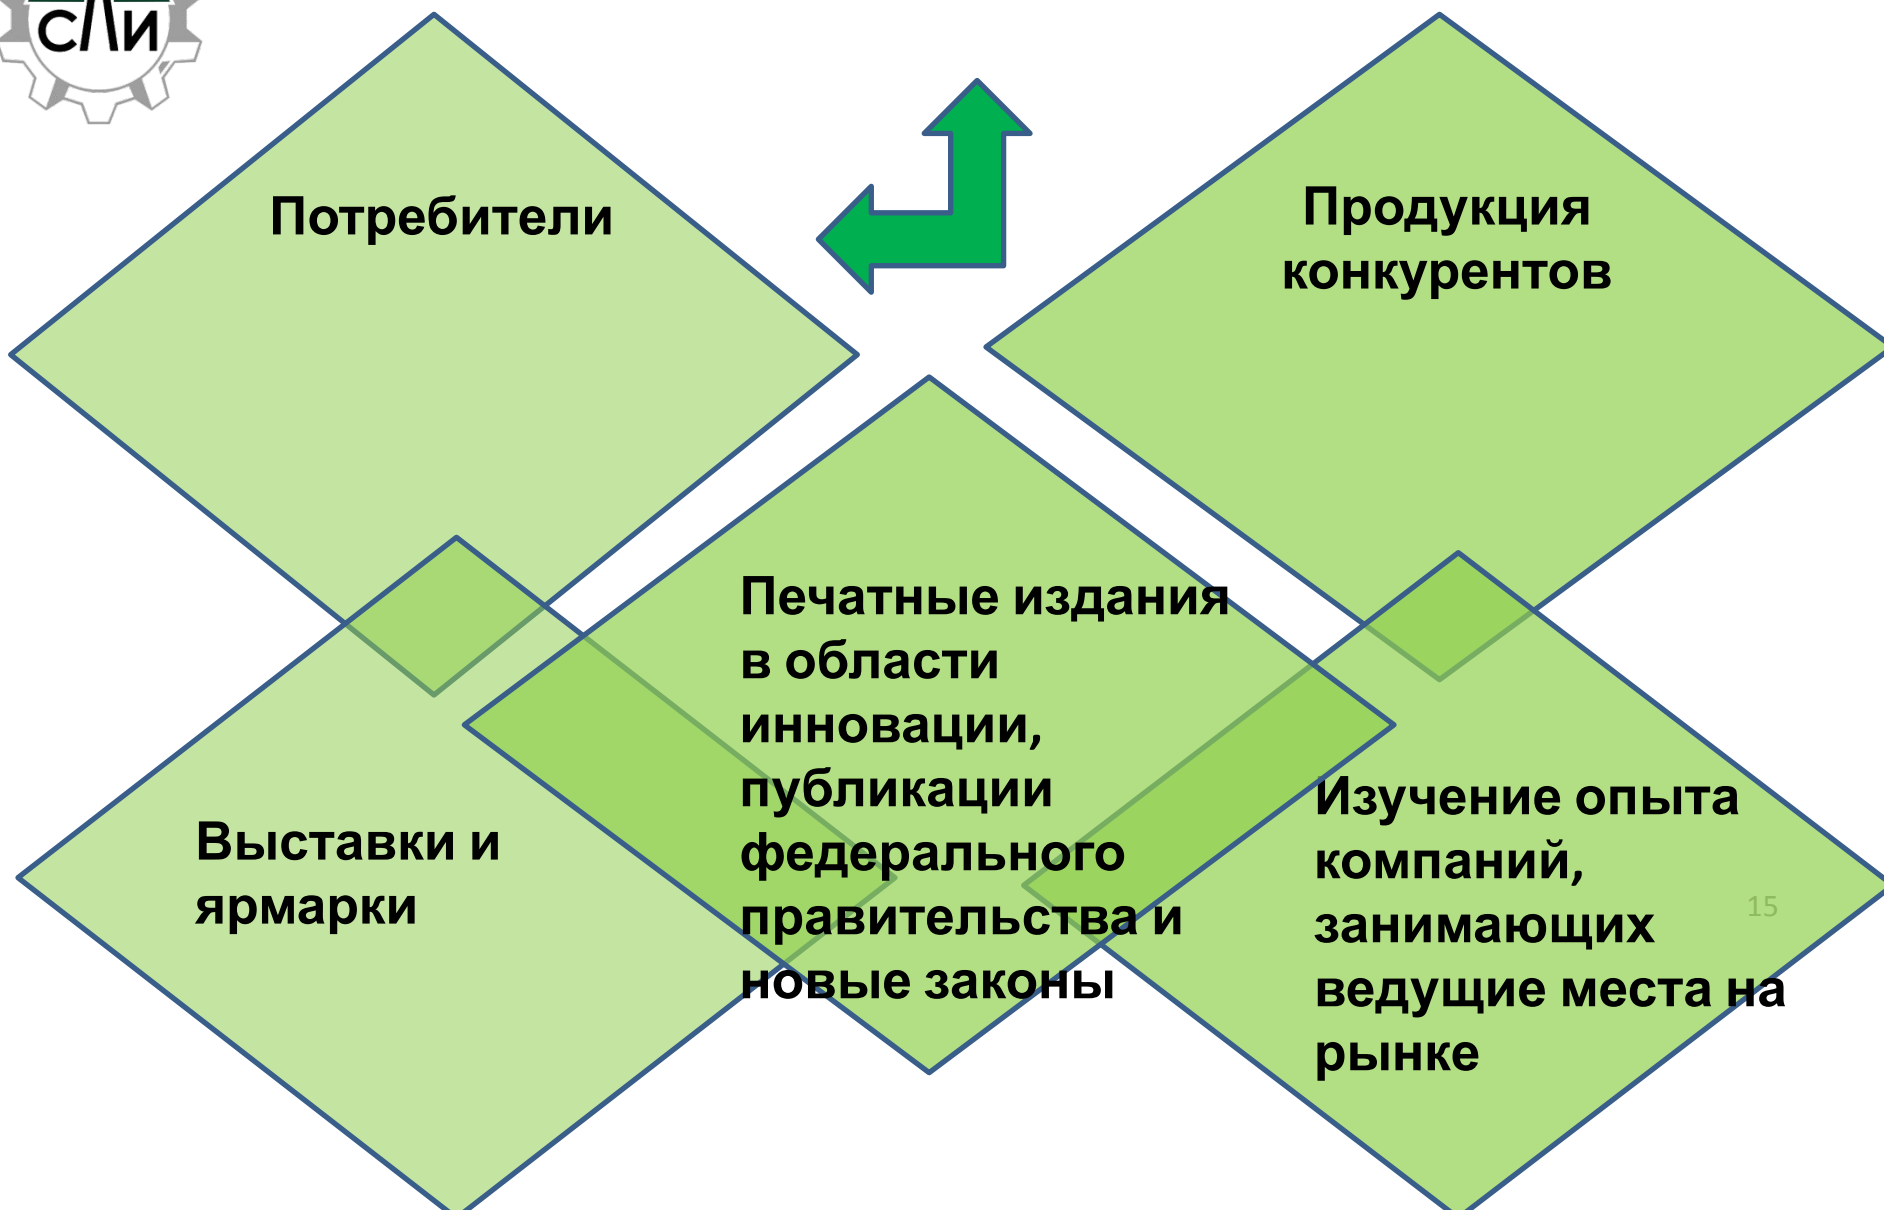 сли
Потребители
Продукция
конкурентов
Печатные издания
в области
инновации,
публикации
федерального
правительства и
новые законы
Выставки и
ярмарки
Изучение опыта
компаний,
занимающих
ведущие места на
рынке
15